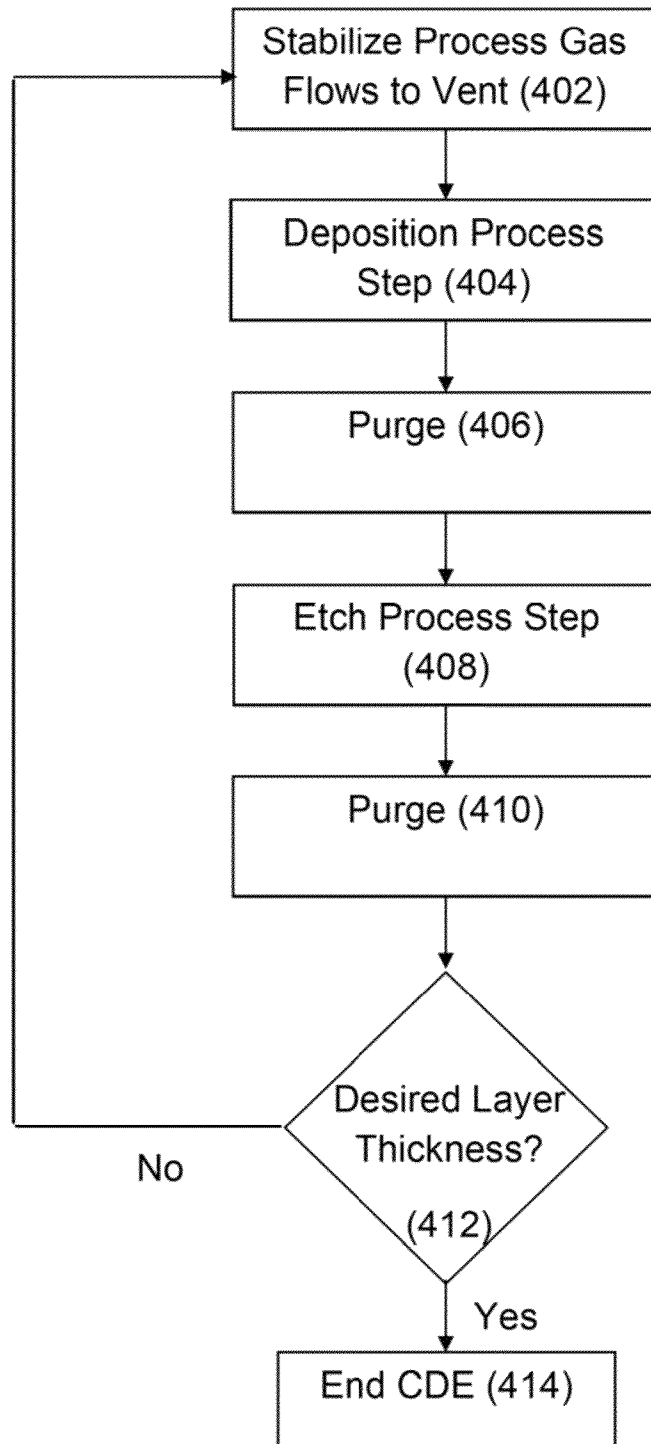 Stabilize Process Gas
Flows to Vent (402)
Deposition Process
Step (404)
Purge (406)
Etch Process Step
(408)
Purge (410)
Desired Layer
Thickness?
(412)
No
Yes
End CDE (414)